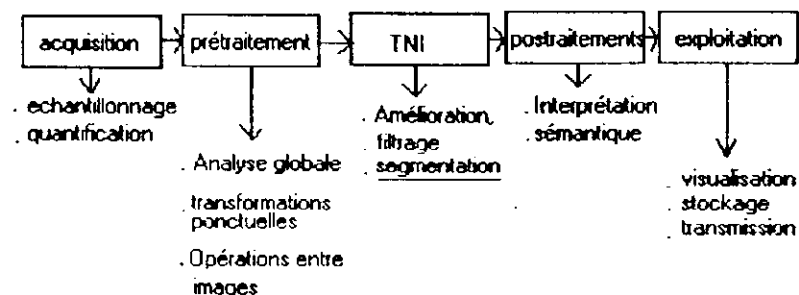 acquisition
prétraitement
TNI
postraitements
exploitation
. echantillonnage
. quantification
. Analyse globale
. transformations
ponctuelles
. Opérations entre
images
. Amélioration,
. filtrage
. segmentation
. Interprétation
. sémantique
. visualisation
. stockage
. transmission